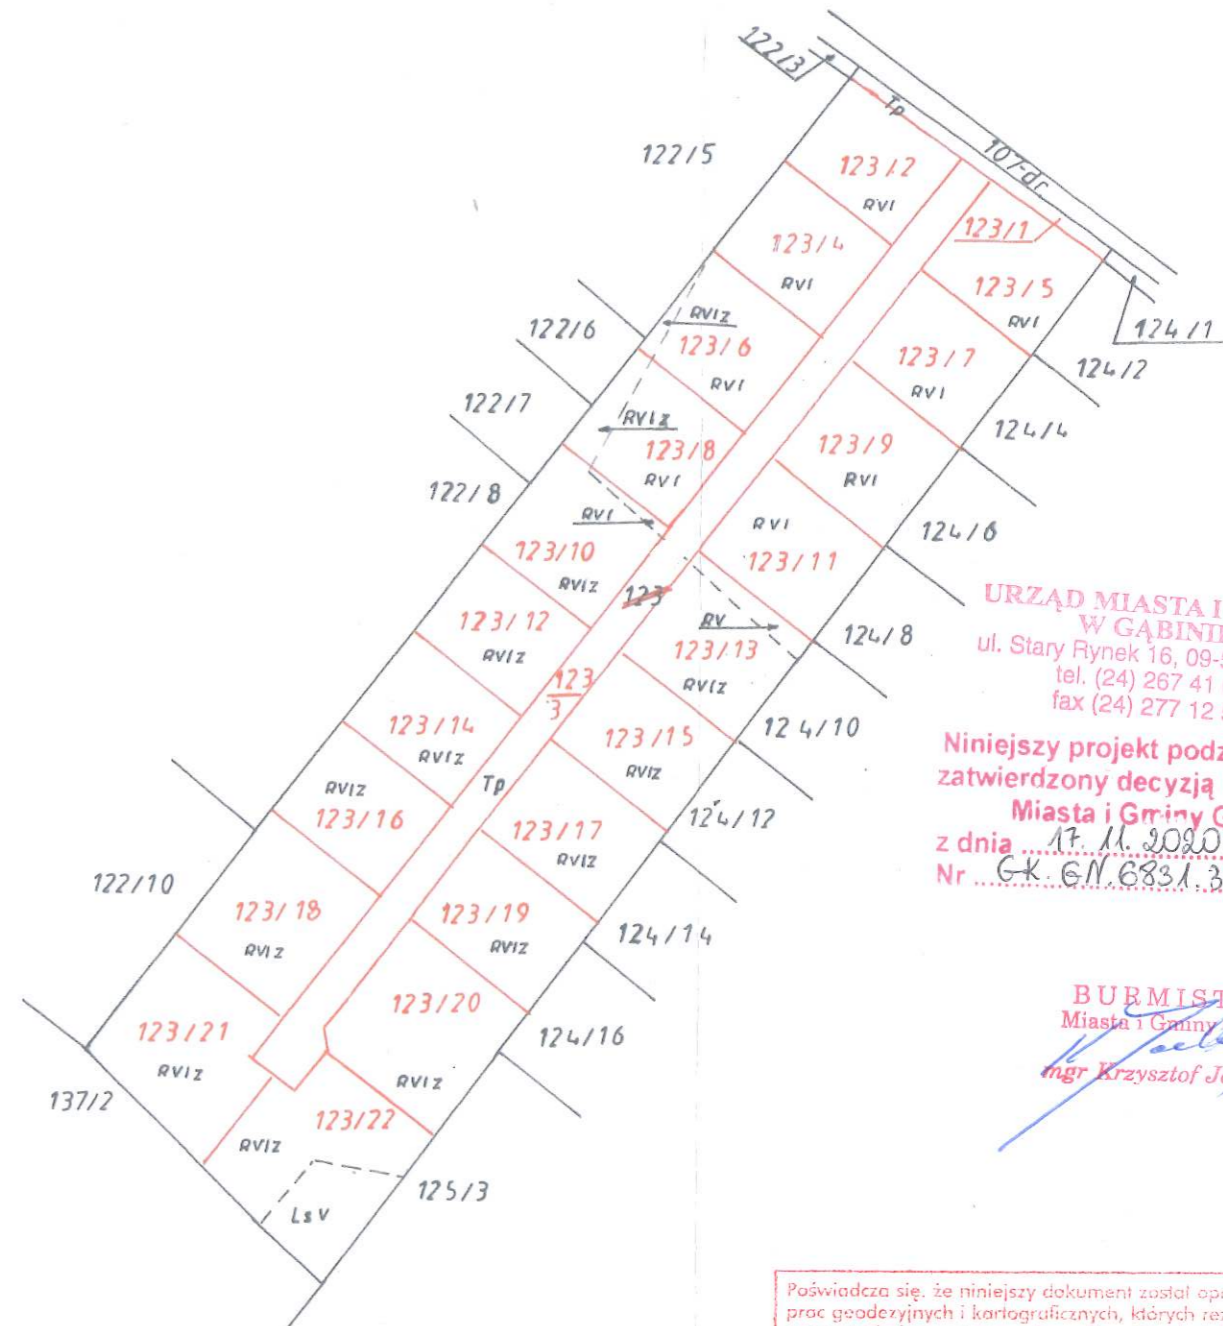 122/3
Tp
107-dr.
122/5
123/2
RVI
123/1
123/4
RVI
123/5
RVI
124/1
RVIZ
122/6
123/6
RVI
123/7
RVI
124/2
122/7
RVIZ
123/8
RVI
123/9
RVI
124/4
122/8
RVI
RVI
124/6
123/10
RVIZ
123/11
123
123/12
RVIZ
RV
123/13
RVIZ
124/8
123
3
123/14
RVIZ
123/15
RVIZ
124/10
Tp
RVIZ
123/16
123/17
RVIZ
124/12
122/10
123/18
RVIZ
123/19
RVIZ
124/14
123/20
RVIZ
123/21
RVIZ
124/16
137/2
123/22
RVIZ
125/3
LsV
URZĄD MIASTA I
W GĄBINI
ul. Stary Rynek 16, 09-
tel. (24) 267 41
fax (24) 277 12
Niniejszy projekt podz
zatwierdzony decyzją
Miasta i Gminy G
z dnia 17. 11. 2020
Nr GK. GN. 6831. 3
BURMIST
Miasta i Gminy
mgr Krzysztof J
Poświadcza się, że niniejszy dokument został op
prac geodezyjnych i kartograficznych, których re